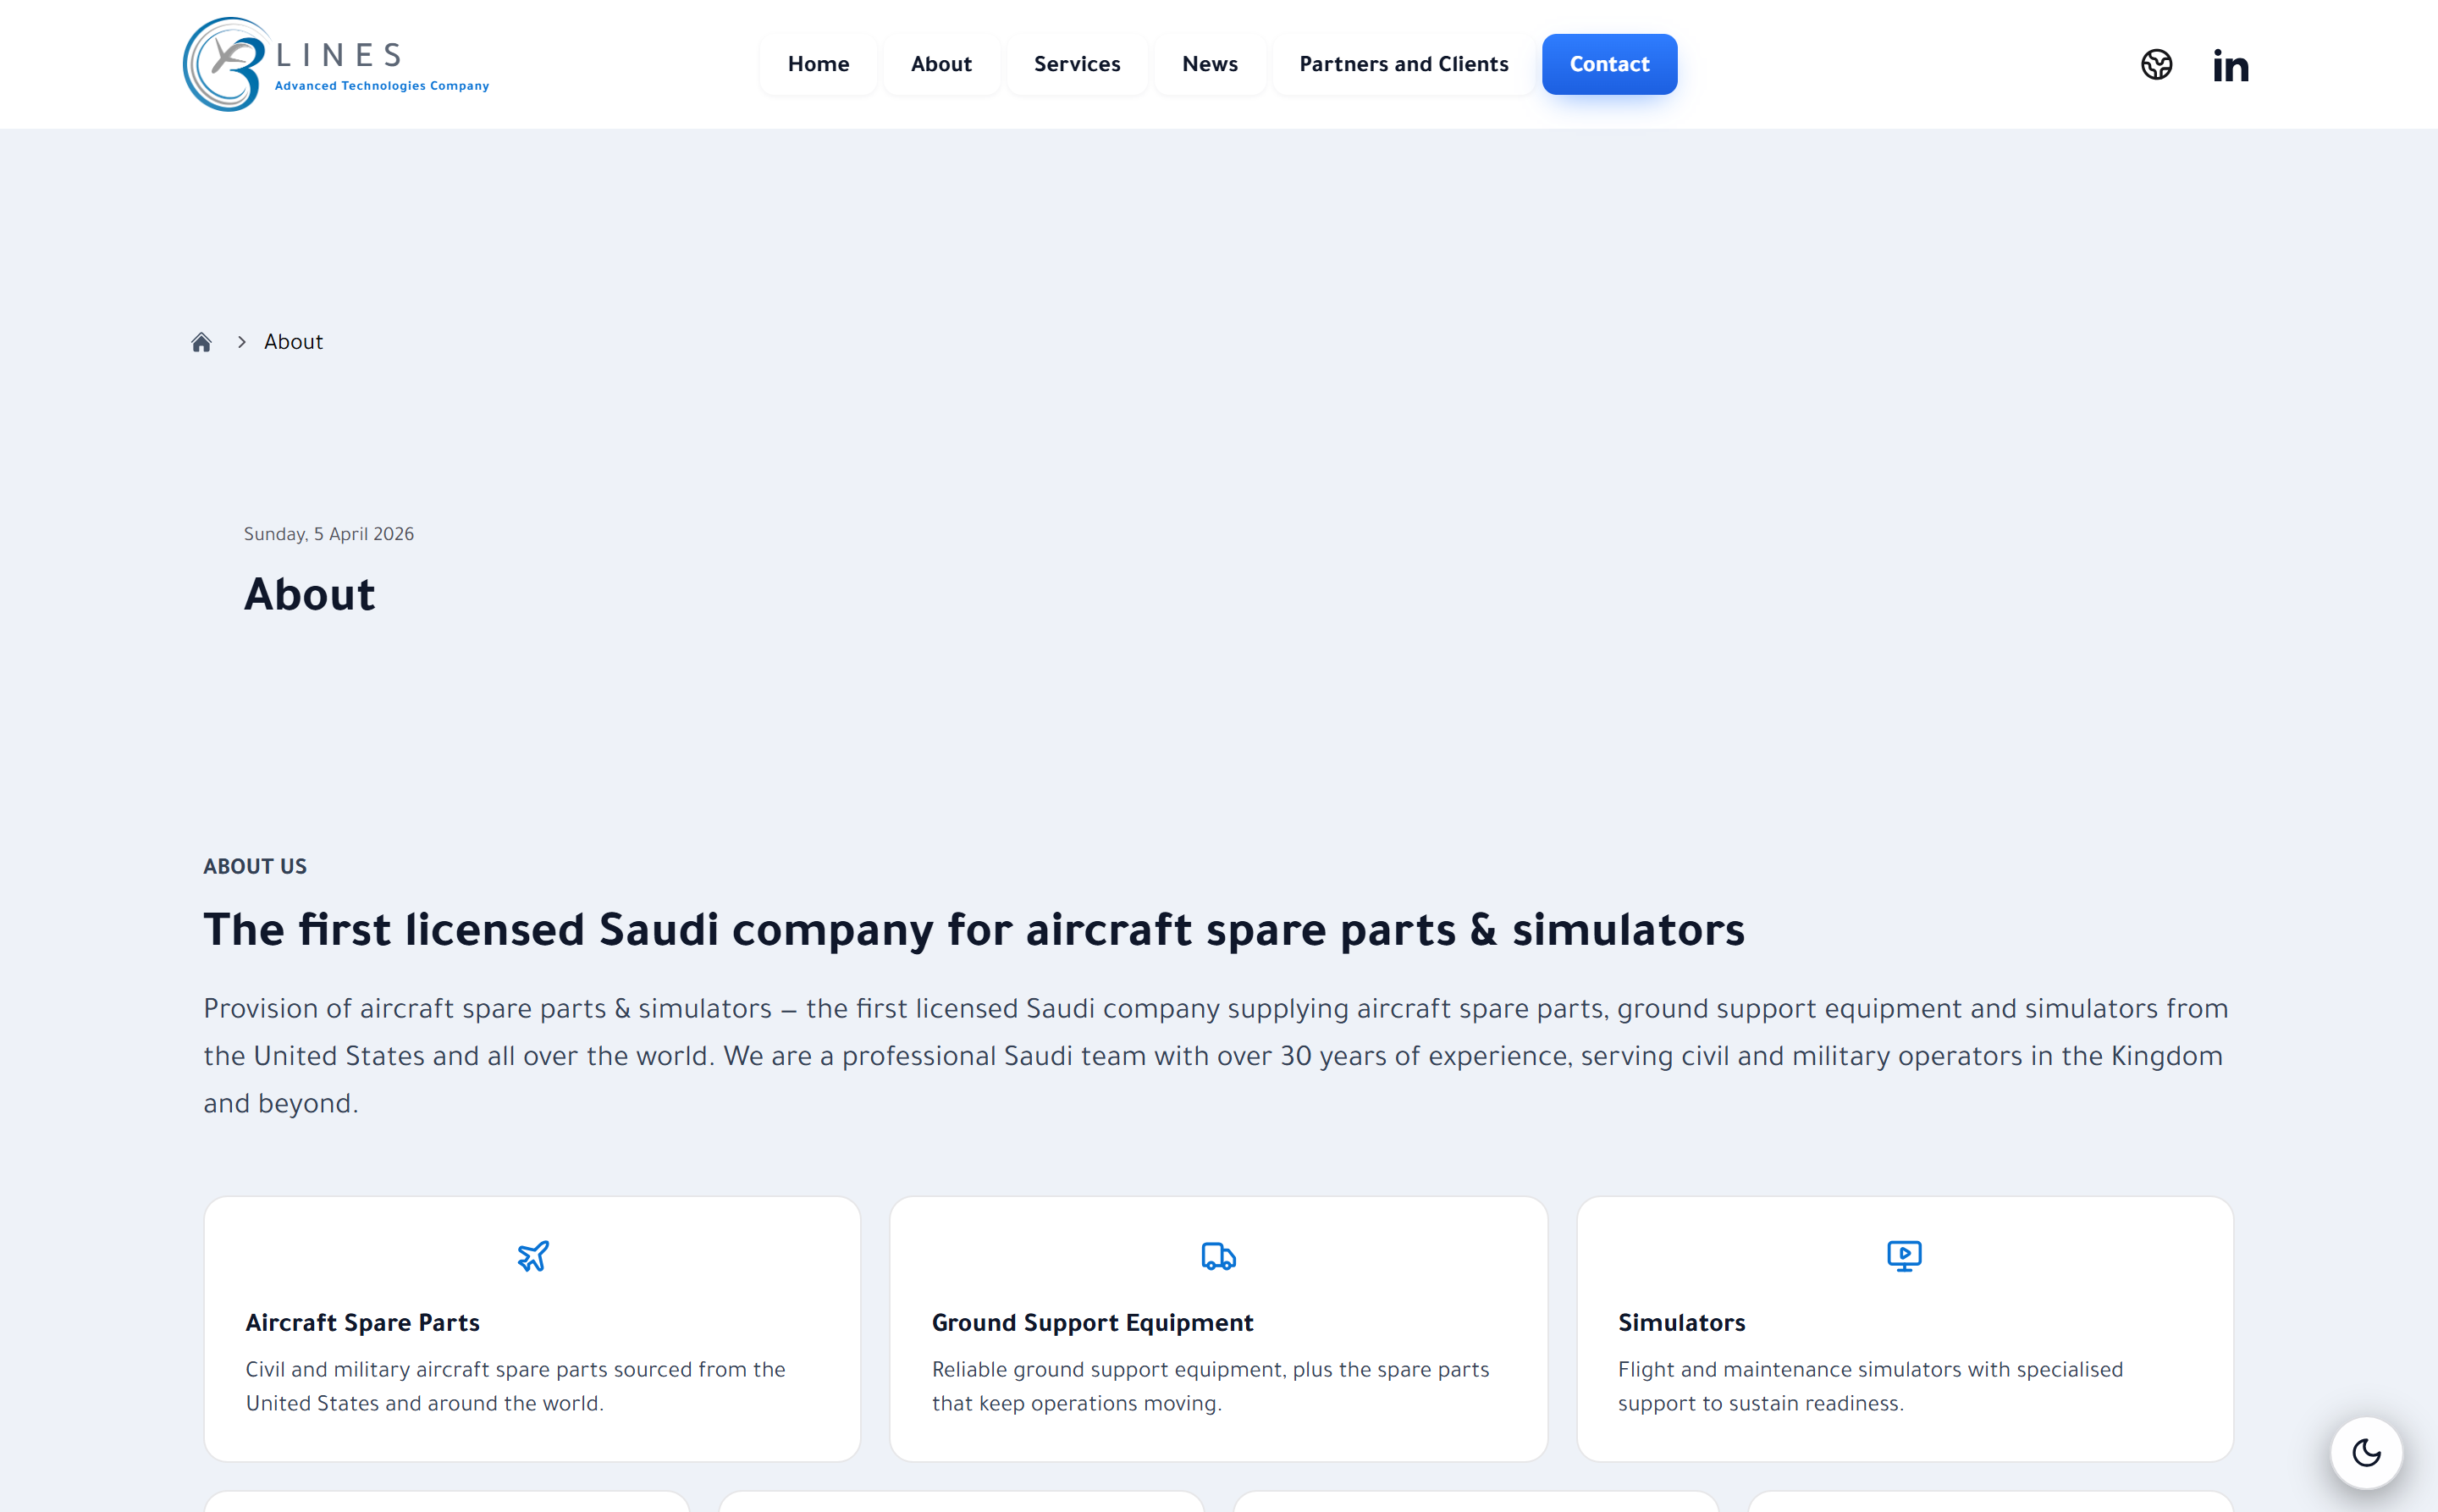 LINES
Advanced Technologies Company
Home
About
Services
News
Partners and Clients
Contact
in
About
Sunday, 5 April 2026
About
ABOUT US
The first licensed Saudi company for aircraft spare parts & simulators
Provision of aircraft spare parts & simulators – the first licensed Saudi company supplying aircraft spare parts, ground support equipment and simulators from
the United States and all over the world. We are a professional Saudi team with over 30 years of experience, serving civil and military operators in the Kingdom
and beyond.
Aircraft Spare Parts
Civil and military aircraft spare parts sourced from the
United States and around the world.
Ground Support Equipment
Reliable ground support equipment, plus the spare parts
that keep operations moving.
Simulators
Flight and maintenance simulators with specialised
support to sustain readiness.